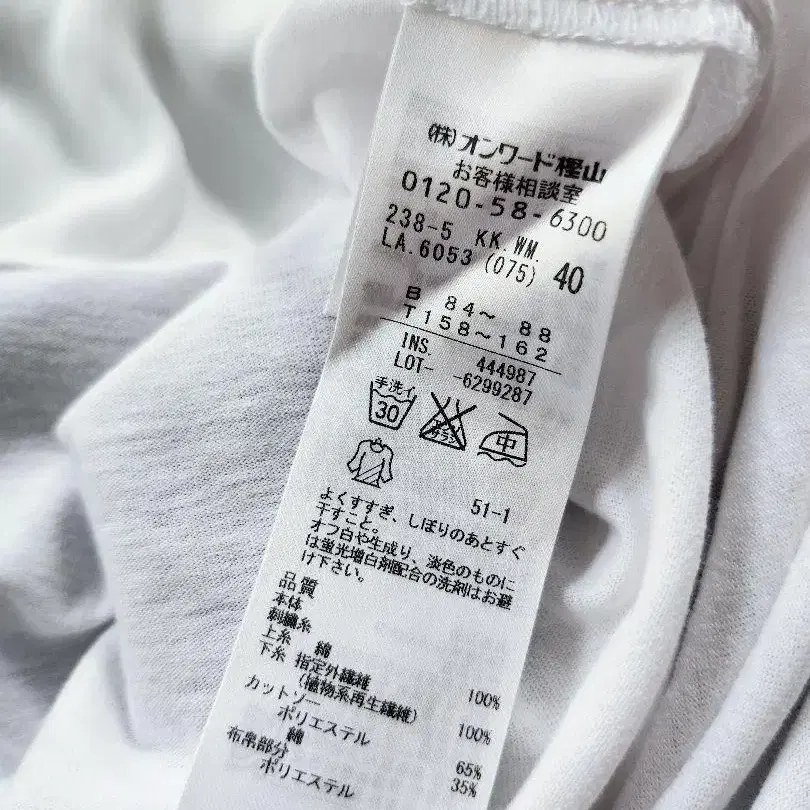 (株)オンワード樫山
お客様相談室
0120-58-6300
238-5 KK.WM.
LA.6053 (075) 40
B 84～ 88
T158～162
INS. 444987
LOT- -6299287
手洗イ
30
エンソ
サラシ
中
51-1
よくすすぎ、しぼりのあとすぐ
干すこと。
オフ白や生成り、淡色のものに
は蛍光増白剤配合の洗剤はお避
け下さい。
品質
本体
刺繍糸
上糸 綿
下糸 指定外繊維
(植物系再生繊維) 100%
カットソー
ポリエステル 100%
綿 65%
布帛部分
ポリエステル 35%